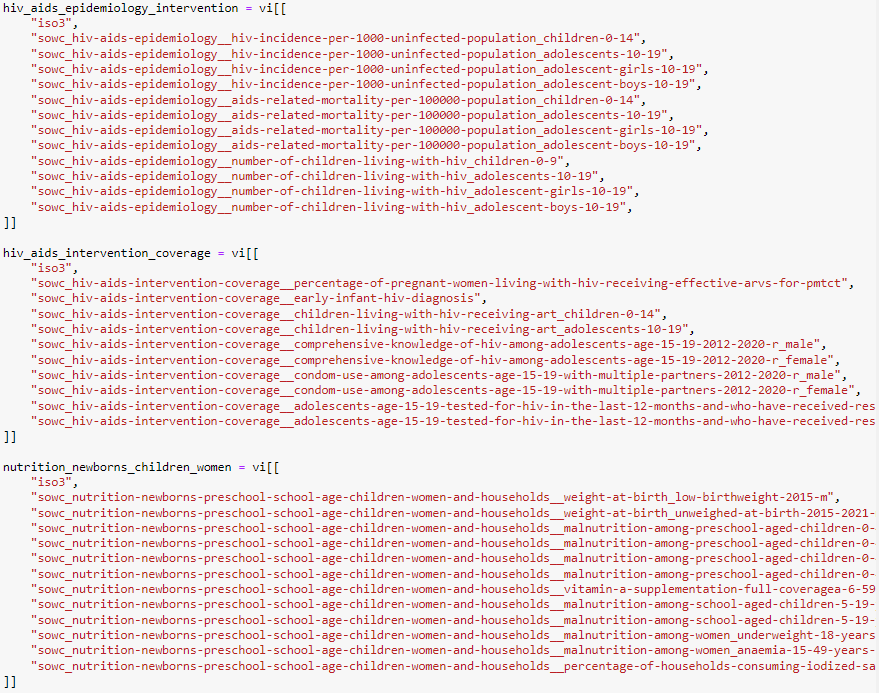 hiv_aids_epidemiology_intervention = vi[[
"iso3",
"sowc_hiv-aids-epidemiology__hiv-incidence-per-1000-uninfected-population_children-0-14",
"sowc_hiv-aids-epidemiology__hiv-incidence-per-1000-uninfected-population_adolescents-10-19",
"sowc_hiv-aids-epidemiology__hiv-incidence-per-1000-uninfected-population_adolescent-girls-10-19",
"sowc_hiv-aids-epidemiology__hiv-incidence-per-1000-uninfected-population_adolescent-boys-10-19",
"sowc_hiv-aids-epidemiology__aids-related-mortality-per-100000-population_children-0-14",
"sowc_hiv-aids-epidemiology__aids-related-mortality-per-100000-population_adolescents-10-19",
"sowc_hiv-aids-epidemiology__aids-related-mortality-per-100000-population_adolescent-girls-10-19",
"sowc_hiv-aids-epidemiology__aids-related-mortality-per-100000-population_adolescent-boys-10-19",
"sowc_hiv-aids-epidemiology__number-of-children-living-with-hiv_children-0-9",
"sowc_hiv-aids-epidemiology__number-of-children-living-with-hiv_adolescents-10-19",
"sowc_hiv-aids-epidemiology__number-of-children-living-with-hiv_adolescent-girls-10-19",
"sowc_hiv-aids-epidemiology__number-of-children-living-with-hiv_adolescent-boys-10-19",
]]
hiv_aids_intervention_coverage = vi[[
"iso3",
"sowc_hiv-aids-intervention-coverage__percentage-of-pregnant-women-living-with-hiv-receiving-effective-arvs-for-pmtct",
"sowc_hiv-aids-intervention-coverage__early-infant-hiv-diagnosis",
"sowc_hiv-aids-intervention-coverage__children-living-with-hiv-receiving-art_children-0-14",
"sowc_hiv-aids-intervention-coverage__children-living-with-hiv-receiving-art_adolescents-10-19",
"sowc_hiv-aids-intervention-coverage__comprehensive-knowledge-of-hiv-among-adolescents-age-15-19-2012-2020-r_male",
"sowc_hiv-aids-intervention-coverage__comprehensive-knowledge-of-hiv-among-adolescents-age-15-19-2012-2020-r_female",
"sowc_hiv-aids-intervention-coverage__condom-use-among-adolescents-age-15-19-with-multiple-partners-2012-2020-r_male",
"sowc_hiv-aids-intervention-coverage__condom-use-among-adolescents-age-15-19-with-multiple-partners-2012-2020-r_female",
"sowc_hiv-aids-intervention-coverage__adolescents-age-15-19-tested-for-hiv-in-the-last-12-months-and-who-have-received-res
"sowc_hiv-aids-intervention-coverage__adolescents-age-15-19-tested-for-hiv-in-the-last-12-months-and-who-have-received-res
]]
nutrition_newborns_children_women = vi[[
"iso3",
"sowc_nutrition-newborns-preschool-school-age-children-women-and-households__weight-at-birth_low-birthweight-2015-m",
"sowc_nutrition-newborns-preschool-school-age-children-women-and-households__weight-at-birth_unweighed-at-birth-2015-2021-
"sowc_nutrition-newborns-preschool-school-age-children-women-and-households__malnutrition-among-preschool-aged-children-0-
"sowc_nutrition-newborns-preschool-school-age-children-women-and-households__malnutrition-among-preschool-aged-children-0-
"sowc_nutrition-newborns-preschool-school-age-children-women-and-households__malnutrition-among-preschool-aged-children-0-
"sowc_nutrition-newborns-preschool-school-age-children-women-and-households__malnutrition-among-preschool-aged-children-0-
"sowc_nutrition-newborns-preschool-school-age-children-women-and-households__vitamin-a-supplementation-full-coveragea-6-59
"sowc_nutrition-newborns-preschool-school-age-children-women-and-households__malnutrition-among-school-aged-children-5-19-
"sowc_nutrition-newborns-preschool-school-age-children-women-and-households__malnutrition-among-school-aged-children-5-19-
"sowc_nutrition-newborns-preschool-school-age-children-women-and-households__malnutrition-among-women_underweight-18-years
"sowc_nutrition-newborns-preschool-school-age-children-women-and-households__malnutrition-among-women_anaemia-15-49-years-
"sowc_nutrition-newborns-preschool-school-age-children-women-and-households__percentage-of-households-consuming-iodized-sa
]]